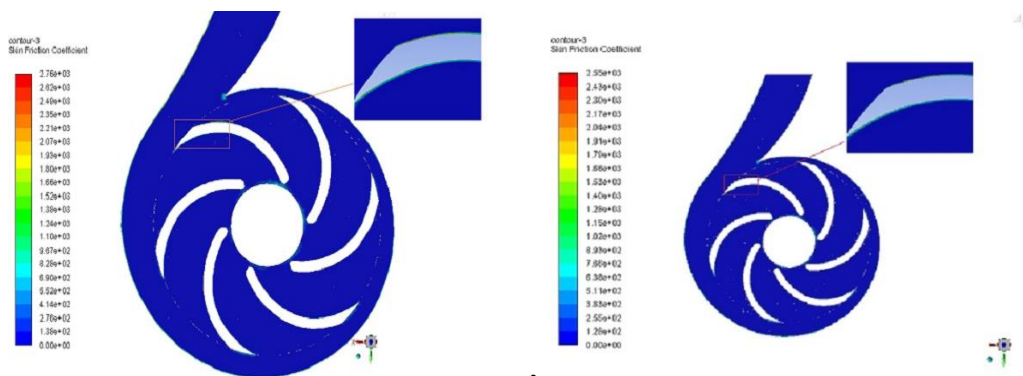 contour-3
Skin Friction Coefficient
2.76e+03
2.62e+03
2.49e+03
2.35e+03
2.21e+03
2.07e+03
1.93e+03
1.80e+03
1.66e+03
1.52e+03
1.38e+03
1.24e+03
1.10e+03
9.67e+02
8.28e+02
6.90e+02
5.52e+02
4.14e+02
2.76e+02
1.38e+02
0.00e+00
contour-3
Skin Friction Coefficient
2.55e+03
2.43e+03
2.30e+03
2.17e+03
2.04e+03
1.91e+03
1.79e+03
1.66e+03
1.53e+03
1.40e+03
1.28e+03
1.15e+03
1.02e+03
8.93e+02
7.66e+02
6.38e+02
5.11e+02
3.83e+02
2.55e+02
1.28e+02
0.00e+00